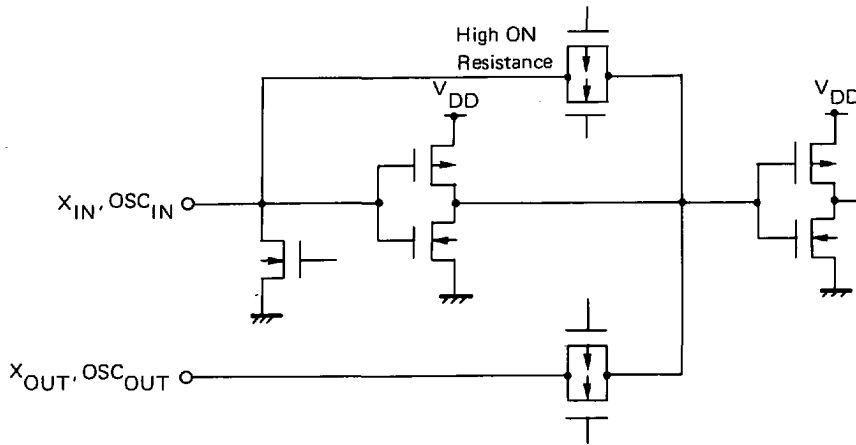 High ON
Resistance
VDD
VDD
XIN, OSCIN
XOUT, OSCOUT